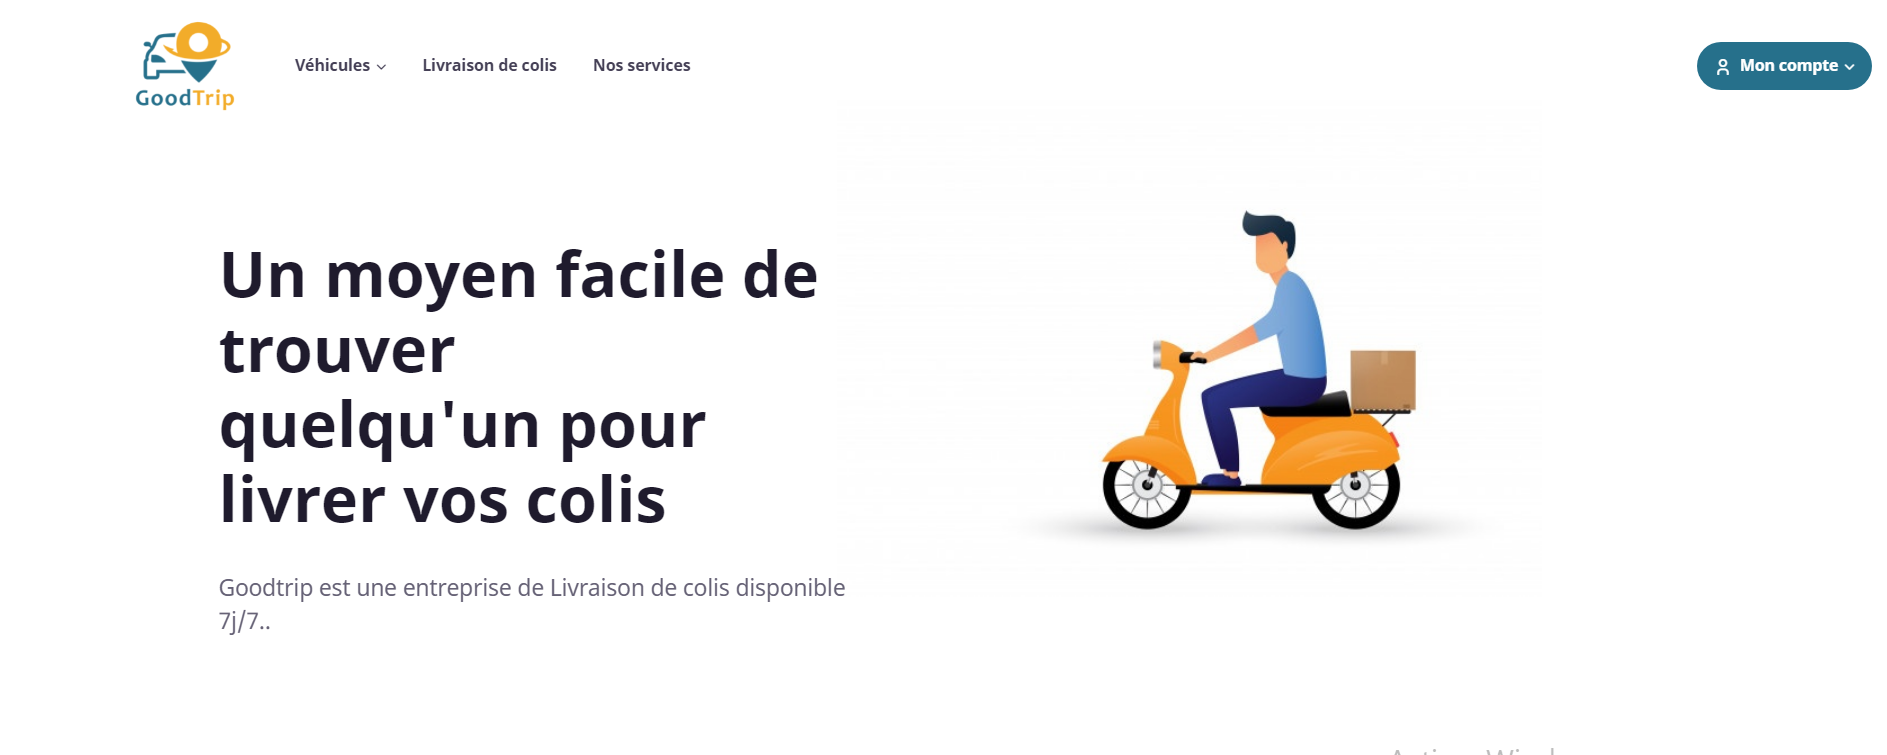 GoodTrip
Véhicules
Livraison de colis
Nos services
Mon compte
Un moyen facile de
trouver
quelqu'un pour
livrer vos colis
Goodtrip est une entreprise de Livraison de colis disponible
7j/7..